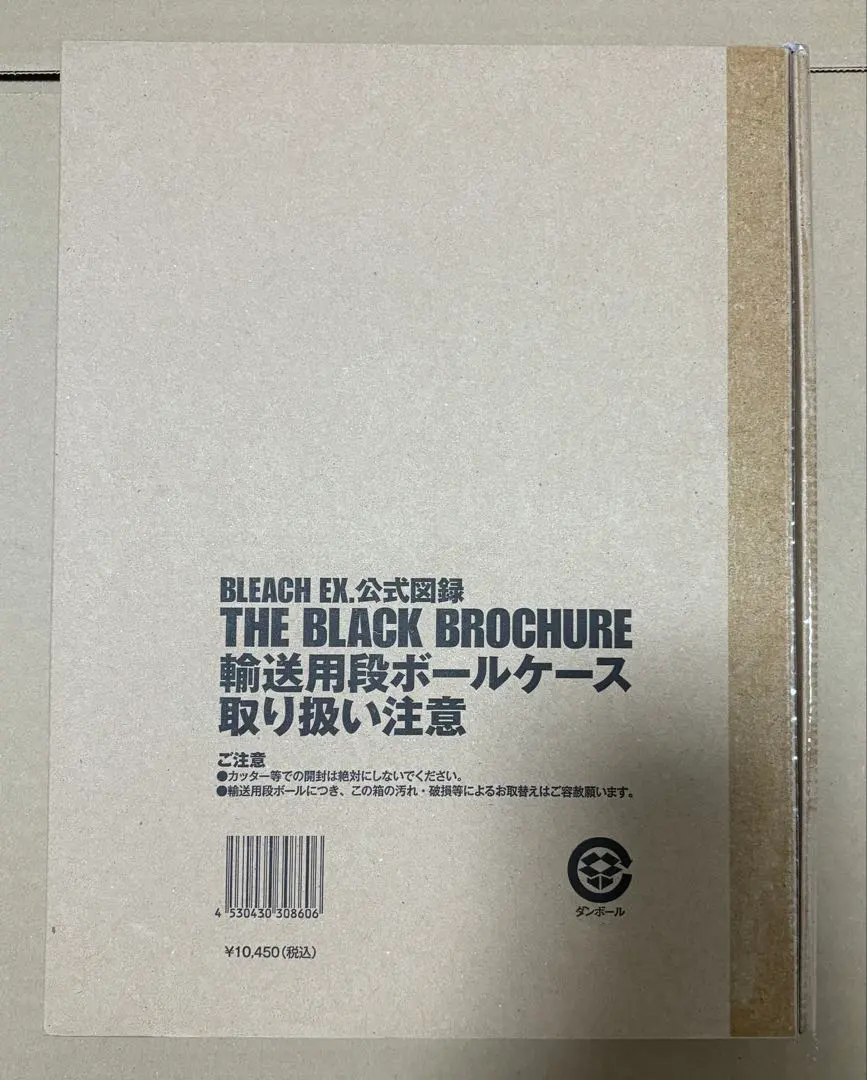 BLEACH EX.公式図録
THE BLACK BROCHURE
輸送用段ボールケース
取り扱い注意
ご注意
●カッター等での開封は絶対にしないでください。
●輸送用段ボールにつき、この箱の汚れ・破損等によるお取替えはご容赦願います。
4 530430 308606
ダンボール
¥10,450(税込)